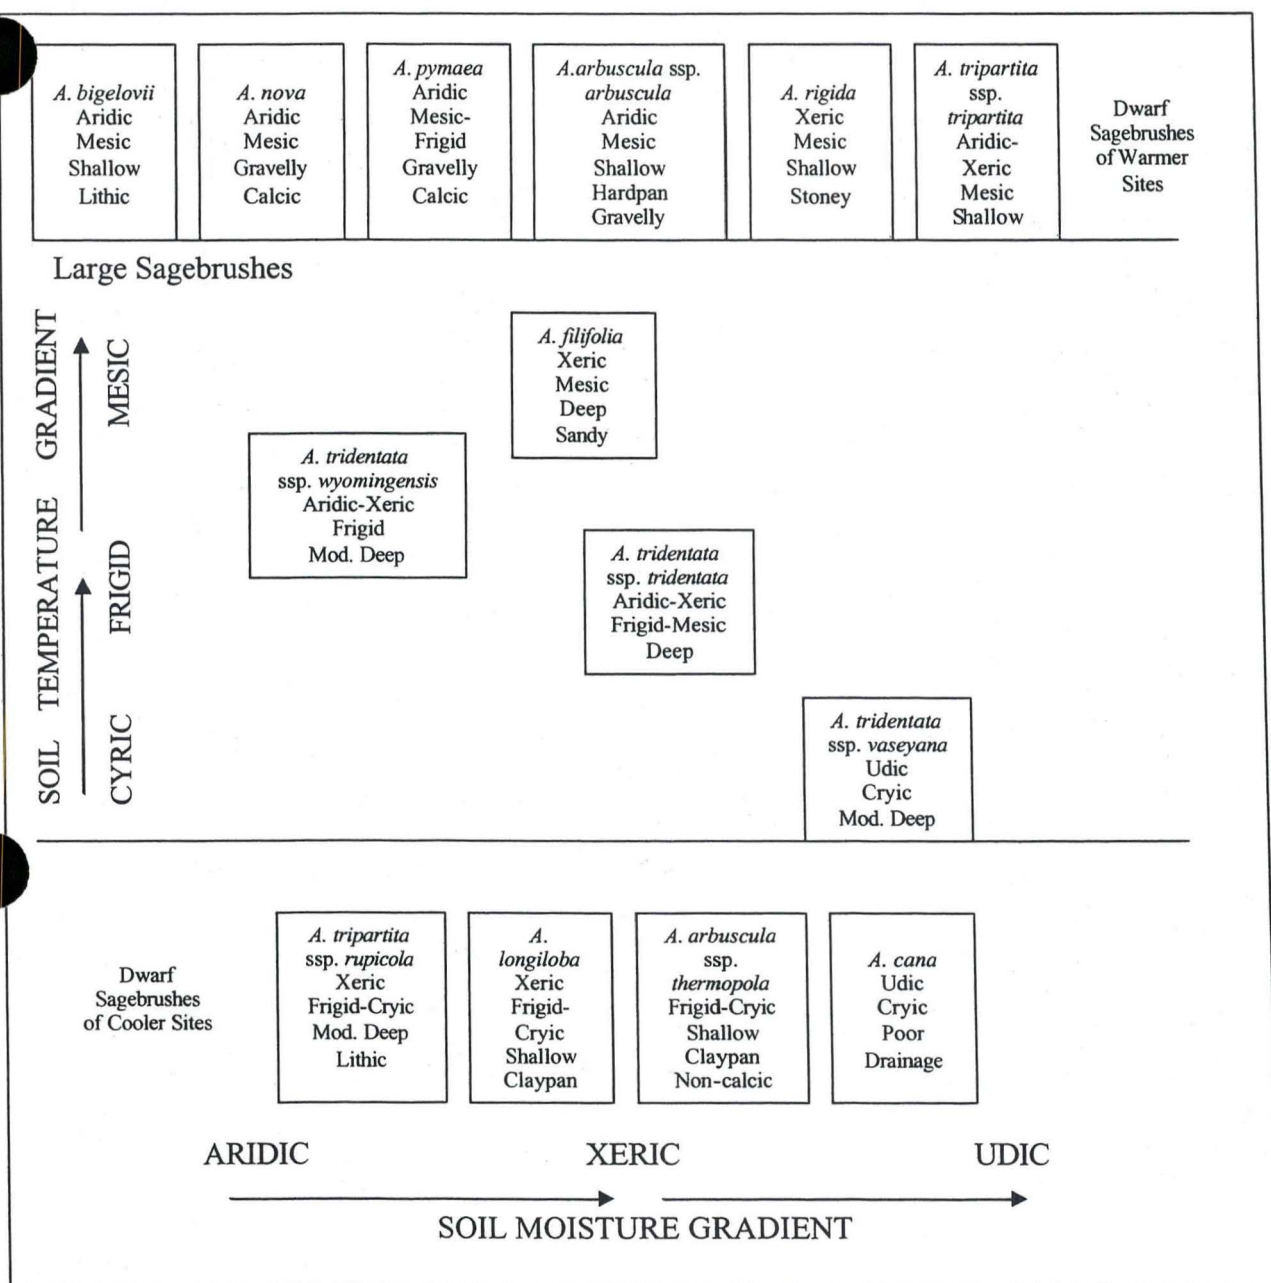 A. bigelovii
Aridic
Mesic
Shallow
Lithic
A. nova
Aridic
Mesic
Gravelly
Calcic
A. pymaea
Aridic
Mesic-
Frigid
Gravelly
Calcic
A.arbuscula ssp.
arbuscula
Aridic
Mesic
Shallow
Hardpan
Gravelly
A. rigida
Xeric
Mesic
Shallow
Stoney
A. tripartita
ssp.
tripartita
Aridic-
Xeric
Mesic
Shallow
Dwarf
Sagebrushes
of Warmer
Sites
Large Sagebrushes
SOIL TEMPERATURE GRADIENT
MESIC
FRIGID
CYRIC
A. filifolia
Xeric
Mesic
Deep
Sandy
A. tridentata
ssp. wyomingensis
Aridic-Xeric
Frigid
Mod. Deep
A. tridentata
ssp. tridentata
Aridic-Xeric
Frigid-Mesic
Deep
A. tridentata
ssp. vaseyana
Udic
Cryic
Mod. Deep
Dwarf
Sagebrushes
of Cooler Sites
A. tripartita
ssp. rupicola
Xeric
Frigid-Cryic
Mod. Deep
Lithic
A.
longiloba
Xeric
Frigid-
Cryic
Shallow
Claypan
A. arbuscula
ssp.
thermopola
Frigid-Cryic
Shallow
Claypan
Non-calcic
A. cana
Udic
Cryic
Poor
Drainage
ARIDIC XERIC UDIC
SOIL MOISTURE GRADIENT